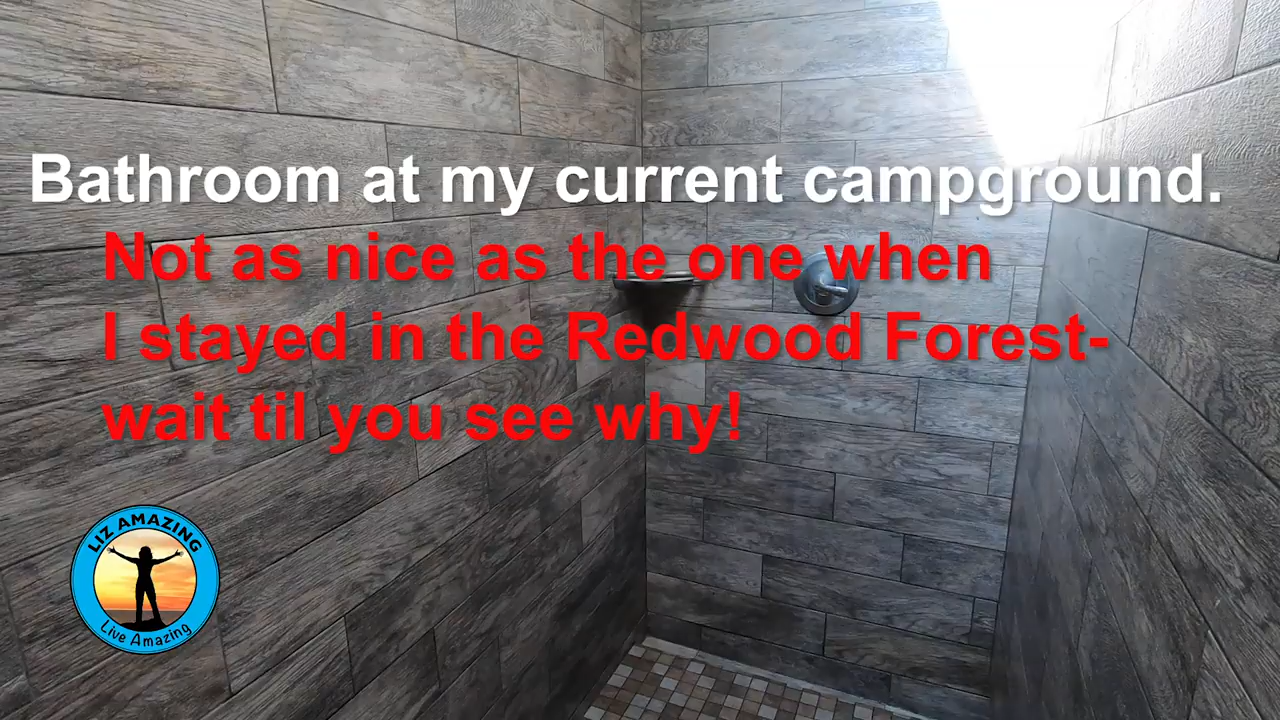 Bathroom at my current campground.
Not as nice as the one when
I stayed in the Redwood Forest-
wait til you see why!
LIZ AMAZING
Live Amazing